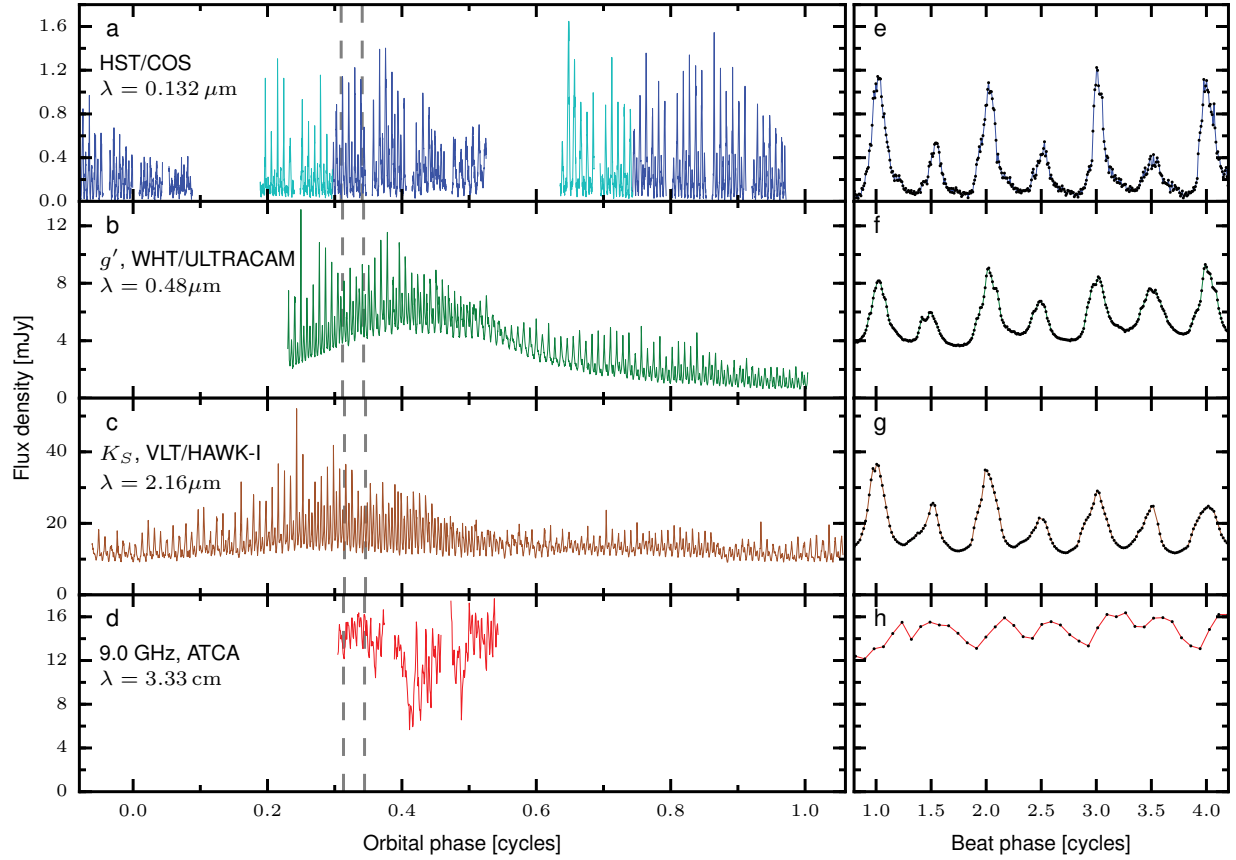 Flux density [mJy]
a
HST/COS
λ = 0.132 μm
1.6
1.2
0.8
0.4
0.0
e
b
g′, WHT/ULTRACAM
λ = 0.48μm
12
8
4
0
f
c
K_S, VLT/HAWK-I
λ = 2.16μm
40
20
0
g
d
9.0 GHz, ATCA
λ = 3.33 cm
16
12
8
4
0
h
0.0 0.2 0.4 0.6 0.8 1.0
Orbital phase [cycles]
1.0 1.5 2.0 2.5 3.0 3.5 4.0
Beat phase [cycles]